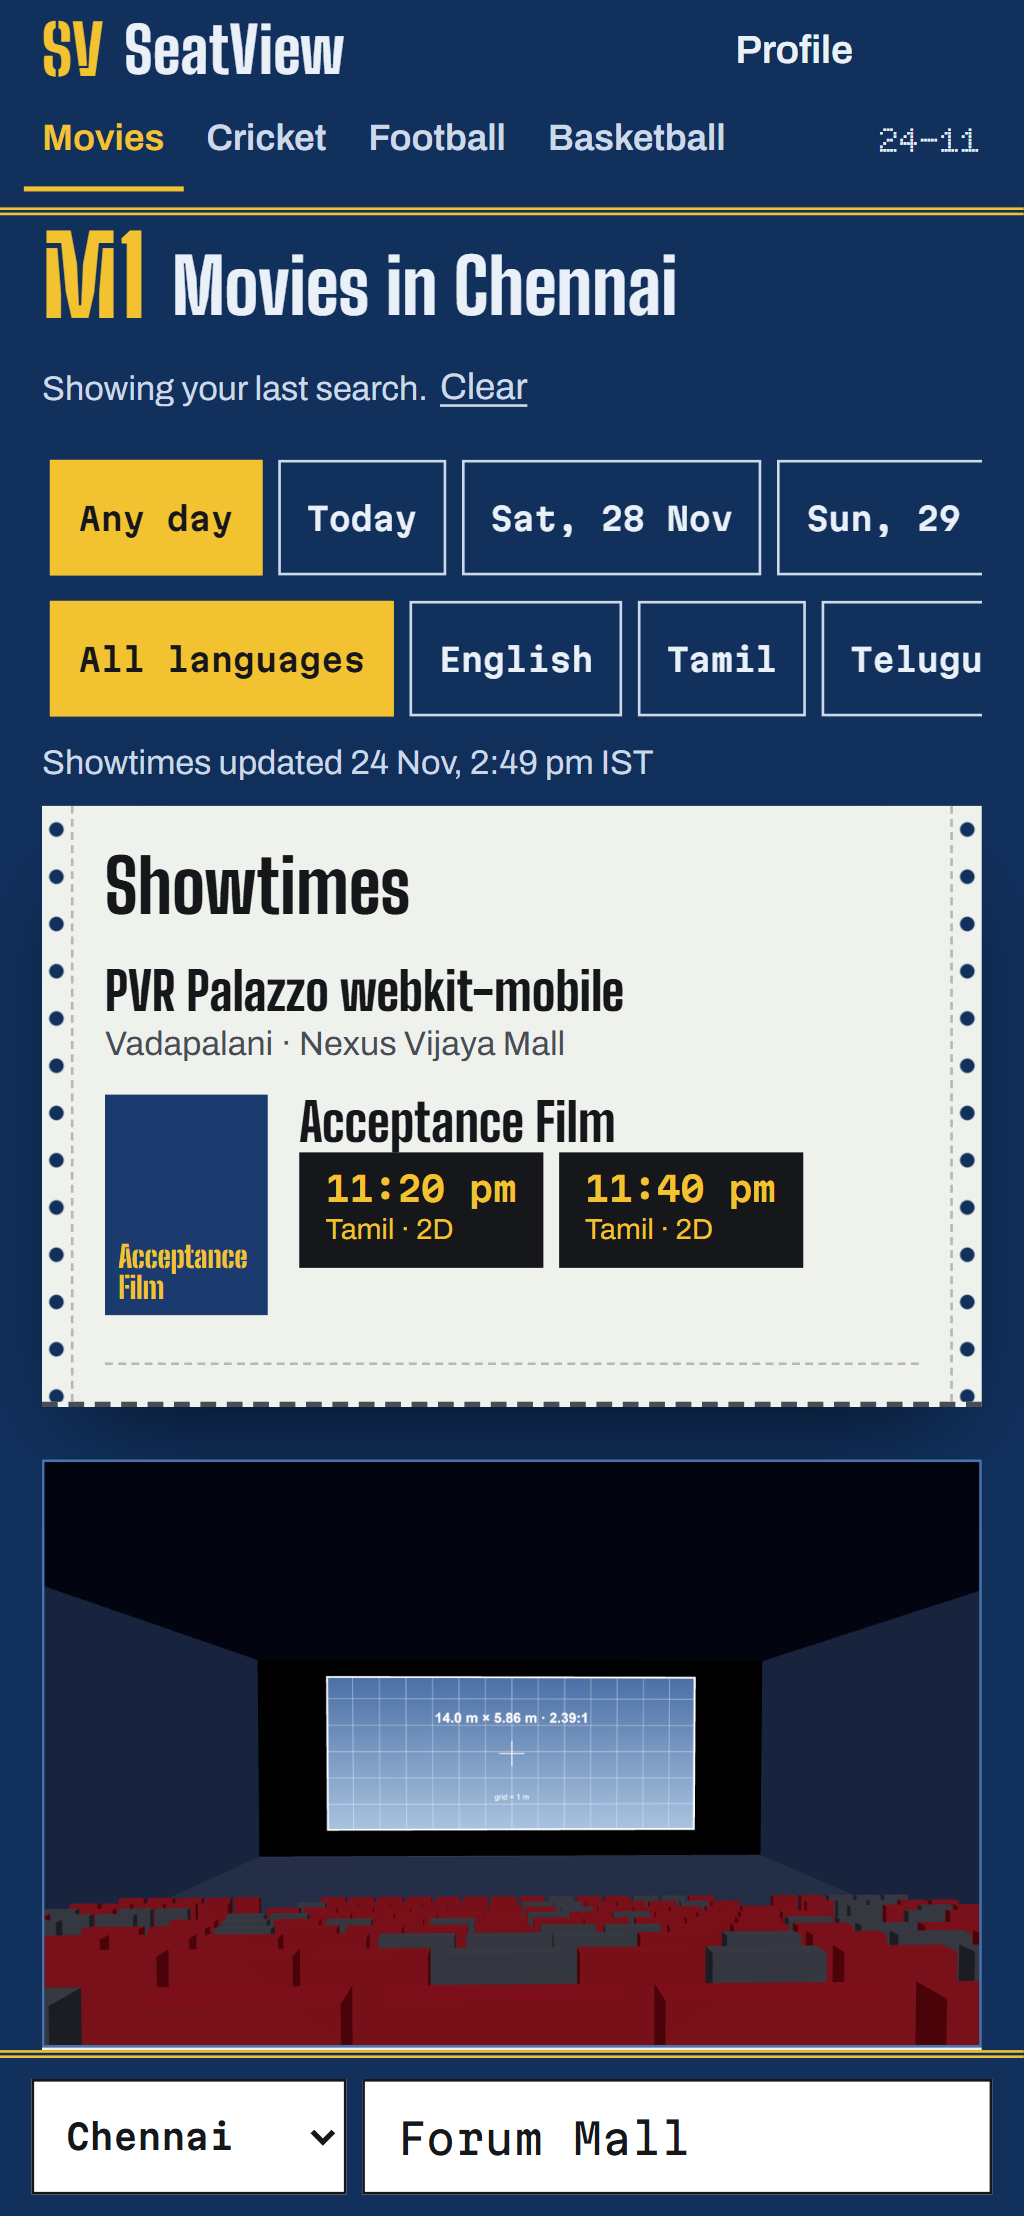 SV SeatView
Profile
Movies Cricket Football Basketball 24-11
M1 Movies in Chennai
Showing your last search. Clear
Any day Today Sat, 28 Nov Sun, 29
All languages English Tamil Telugu
Showtimes updated 24 Nov, 2:49 pm IST
Showtimes
PVR Palazzo webkit-mobile
Vadapalani · Nexus Vijaya Mall
Acceptance Film
11:20 pm 11:40 pm
Tamil · 2D Tamil · 2D
Acceptance
Film
14.0 m × 5.86 m · 2.39:1
grid = 1 m
Chennai Forum Mall